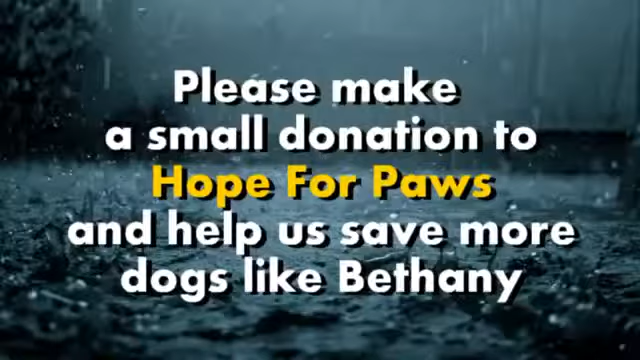 Please make
a small donation to
Hope For Paws
and help us save more
dogs like Bethany